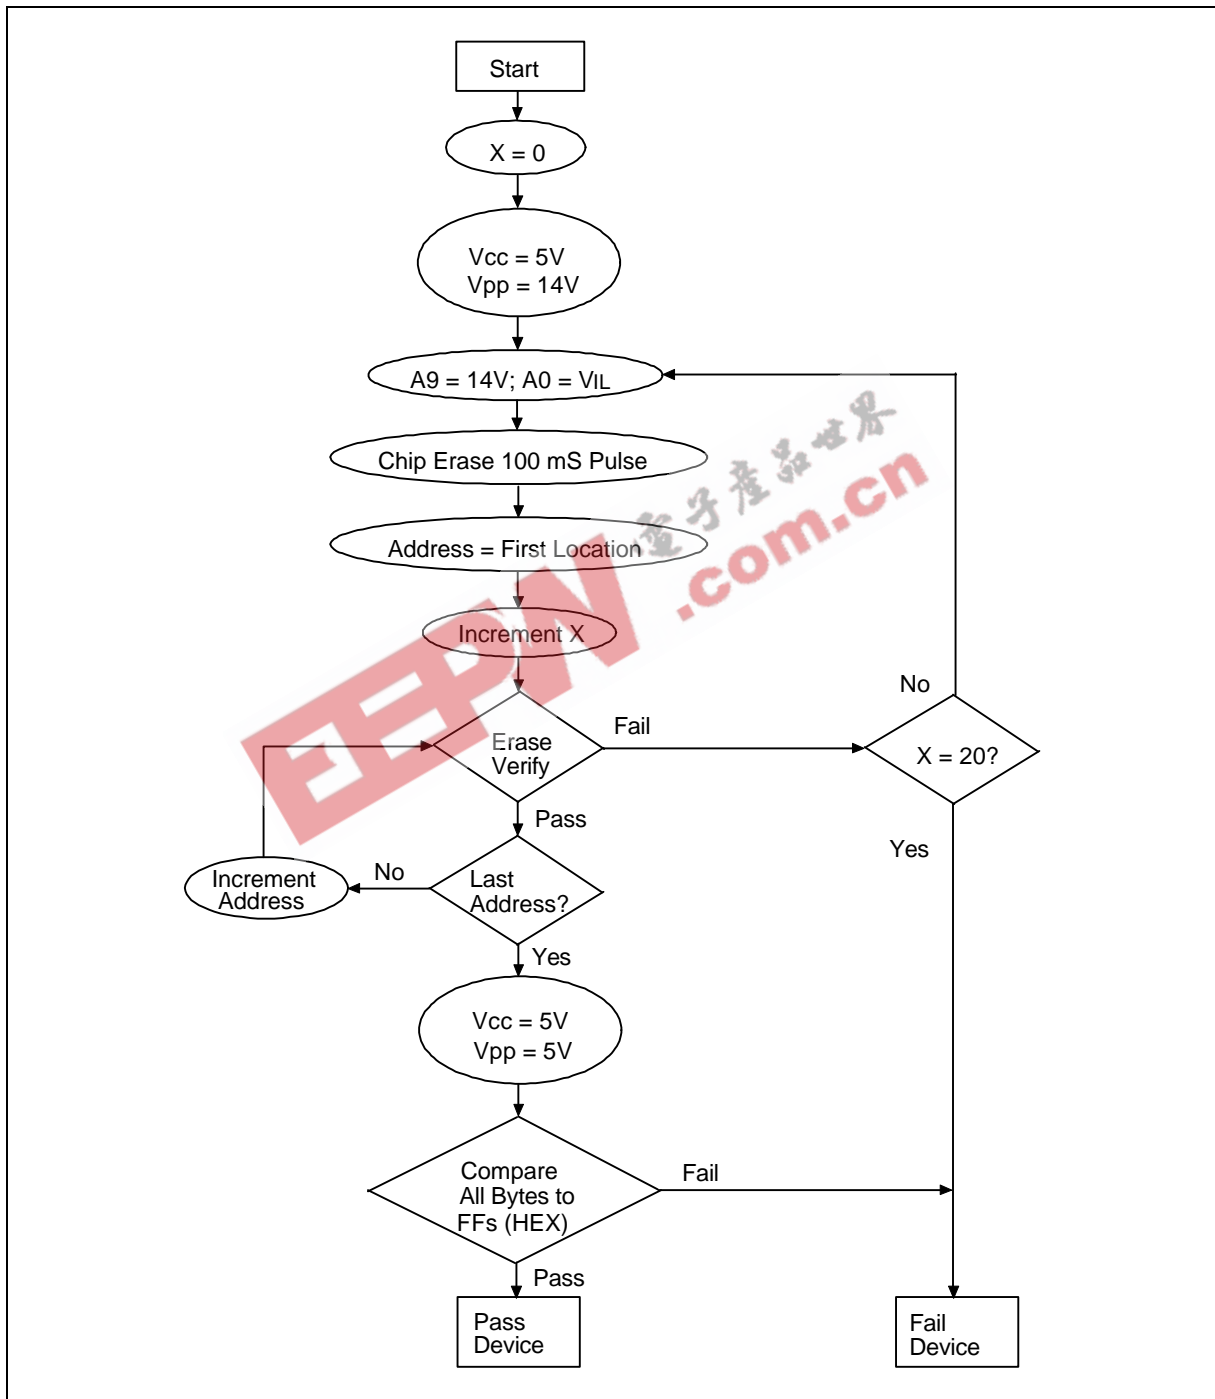 Start
X = 0
Vcc = 5V
Vpp = 14V
A9 = 14V; A0 = VIL
Chip Erase 100 mS Pulse
Address = First Location
Increment X
Erase
Verify
Fail
No
X = 20?
Yes
Pass
Last
Address?
No
Increment
Address
Yes
Vcc = 5V
Vpp = 5V
Compare
All Bytes to
FFs (HEX)
Fail
Pass
Pass
Device
Fail
Device
EEPW
電子產品世界
.com.cn